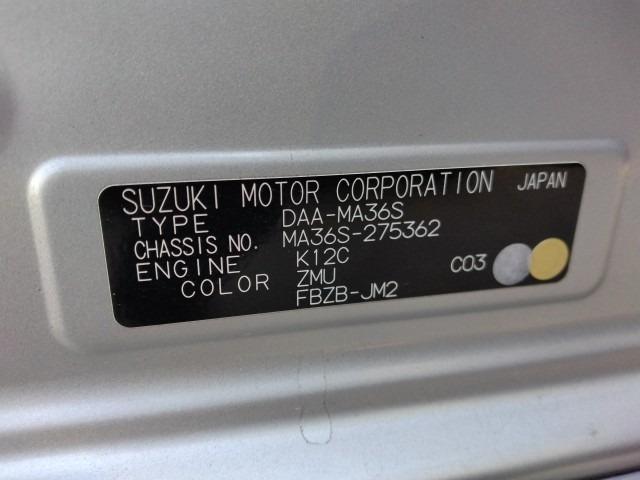 SUZUKI MOTOR CORPORATION JAPAN
TYPE DAA-MA36S
CHASSIS NO. MA36S-275362
ENGINE K12C
COLOR ZMU C03
FBZB-JM2